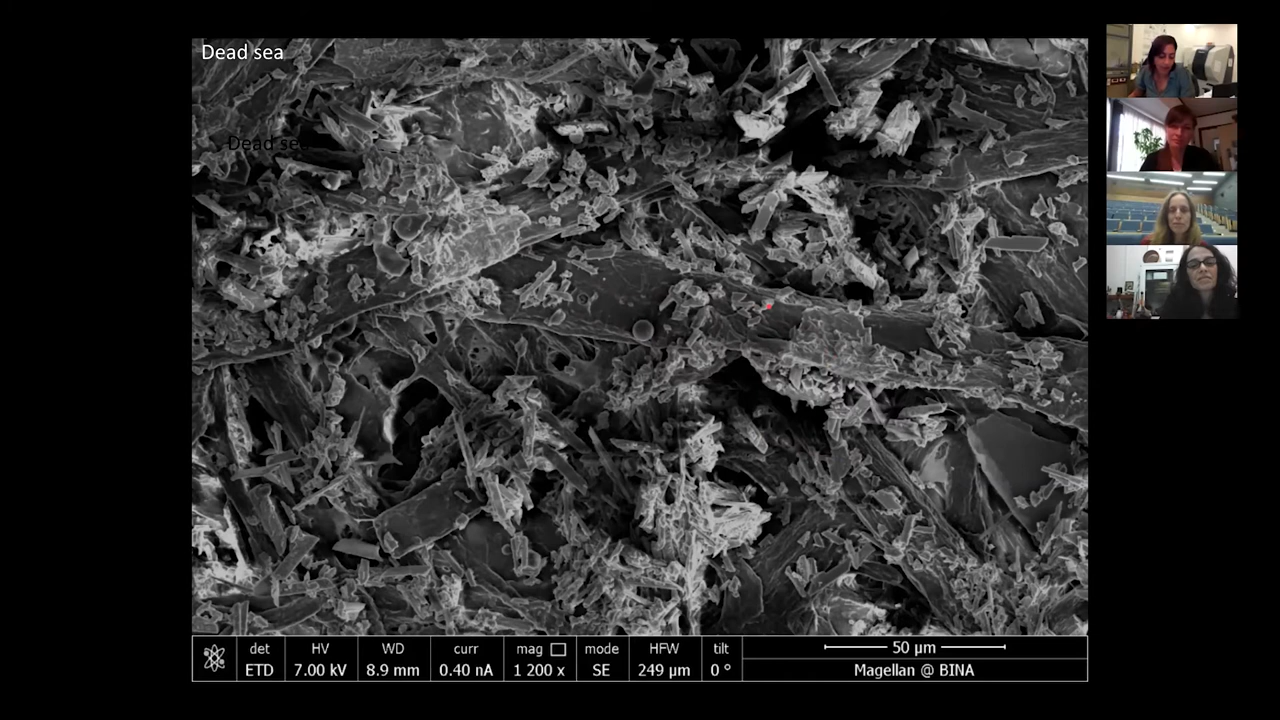 Dead sea
Dead sea
det HV WD curr mag mode HFW tilt 50 µm
ETD 7.00 kV 8.9 mm 0.40 nA 1 200 x SE 249 µm 0 ° Magellan @ BINA